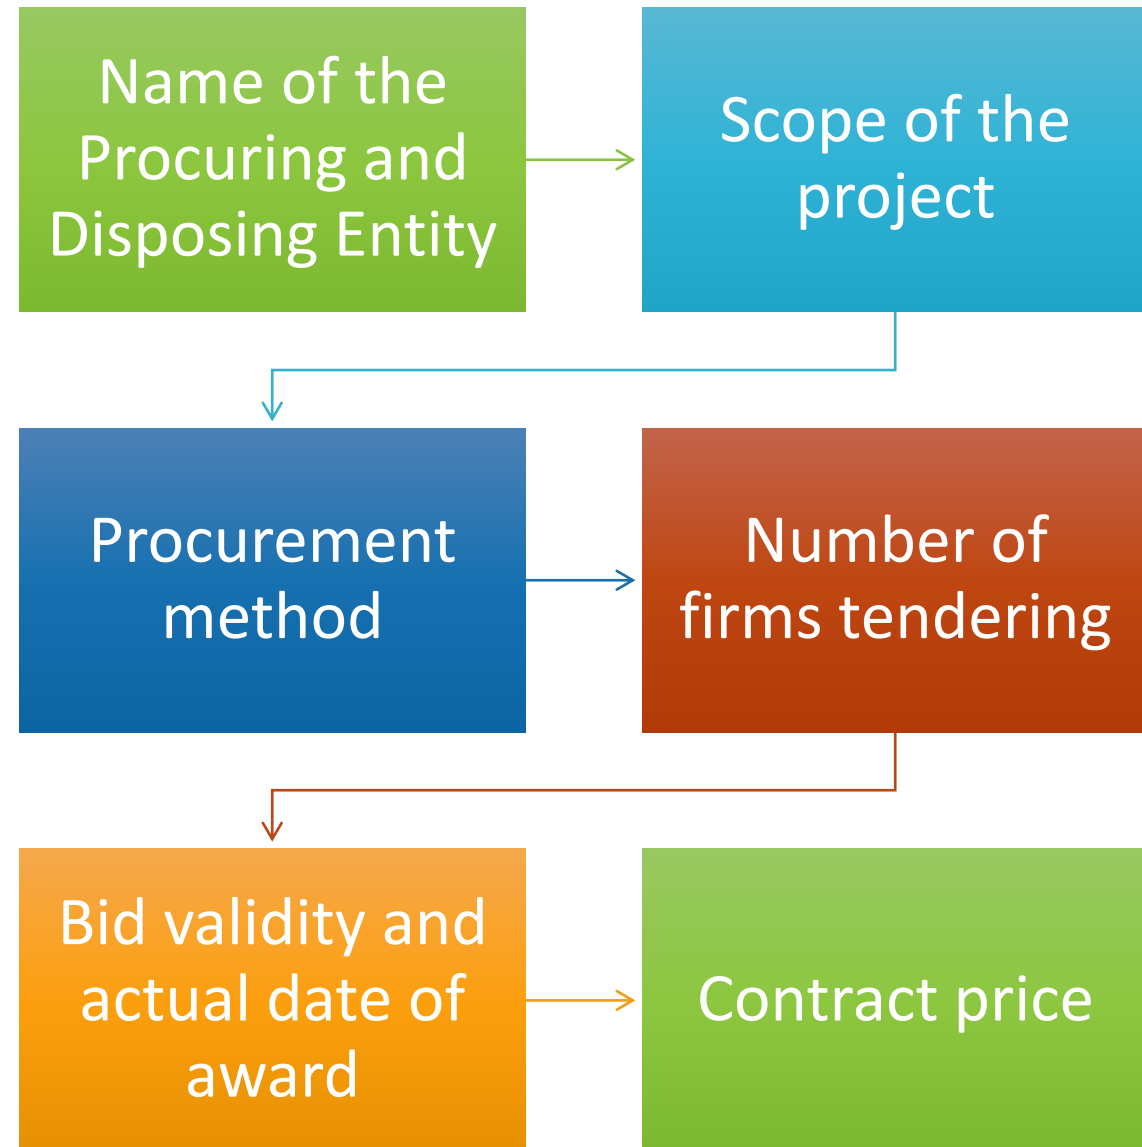 Name of the
Procuring and
Disposing Entity
Scope of the
project
Procurement
method
Number of
firms tendering
Bid validity and
actual date of
award
Contract price